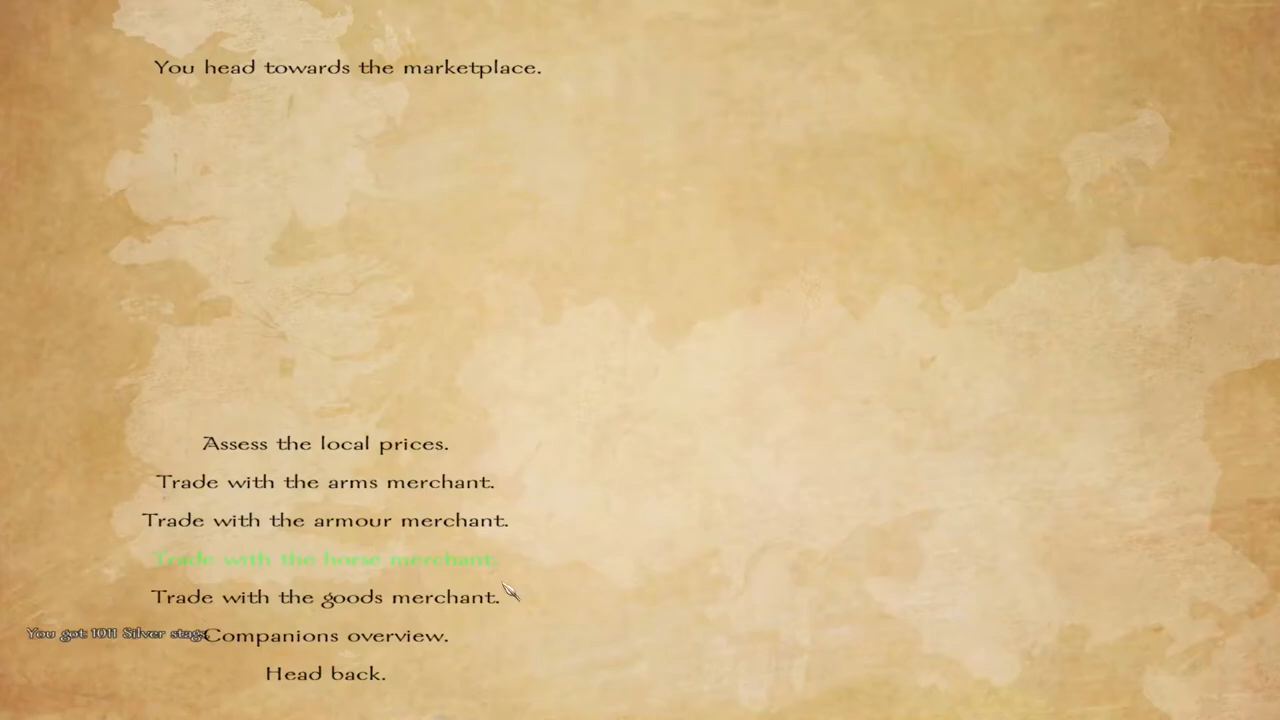 You head towards the marketplace.
Assess the local prices.
Trade with the arms merchant.
Trade with the armour merchant.
Trade with the horse merchant.
Trade with the goods merchant.
You got 1011 Silver stags
Companions overview.
Head back.